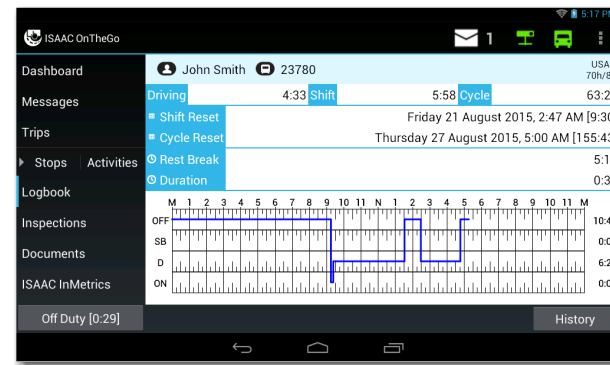 5:17 PM
ISAAC OnTheGo
1
Dashboard
Messages
Trips
Stops Activities
Logbook
Inspections
Documents
ISAAC InMetrics
Off Duty [0:29]
John Smith 23780
USA
70h/8
Driving 4:33 Shift 5:58 Cycle 63:2
Shift Reset Friday 21 August 2015, 2:47 AM [9:30
Cycle Reset Thursday 27 August 2015, 5:00 AM [155:43
Rest Break 5:1
Duration 0:3
M 1 2 3 4 5 6 7 8 9 10 11 N 1 2 3 4 5 6 7 8 9 10 11 M
OFF 10:4
SB 0:0
D 6:2
ON 0:0
History